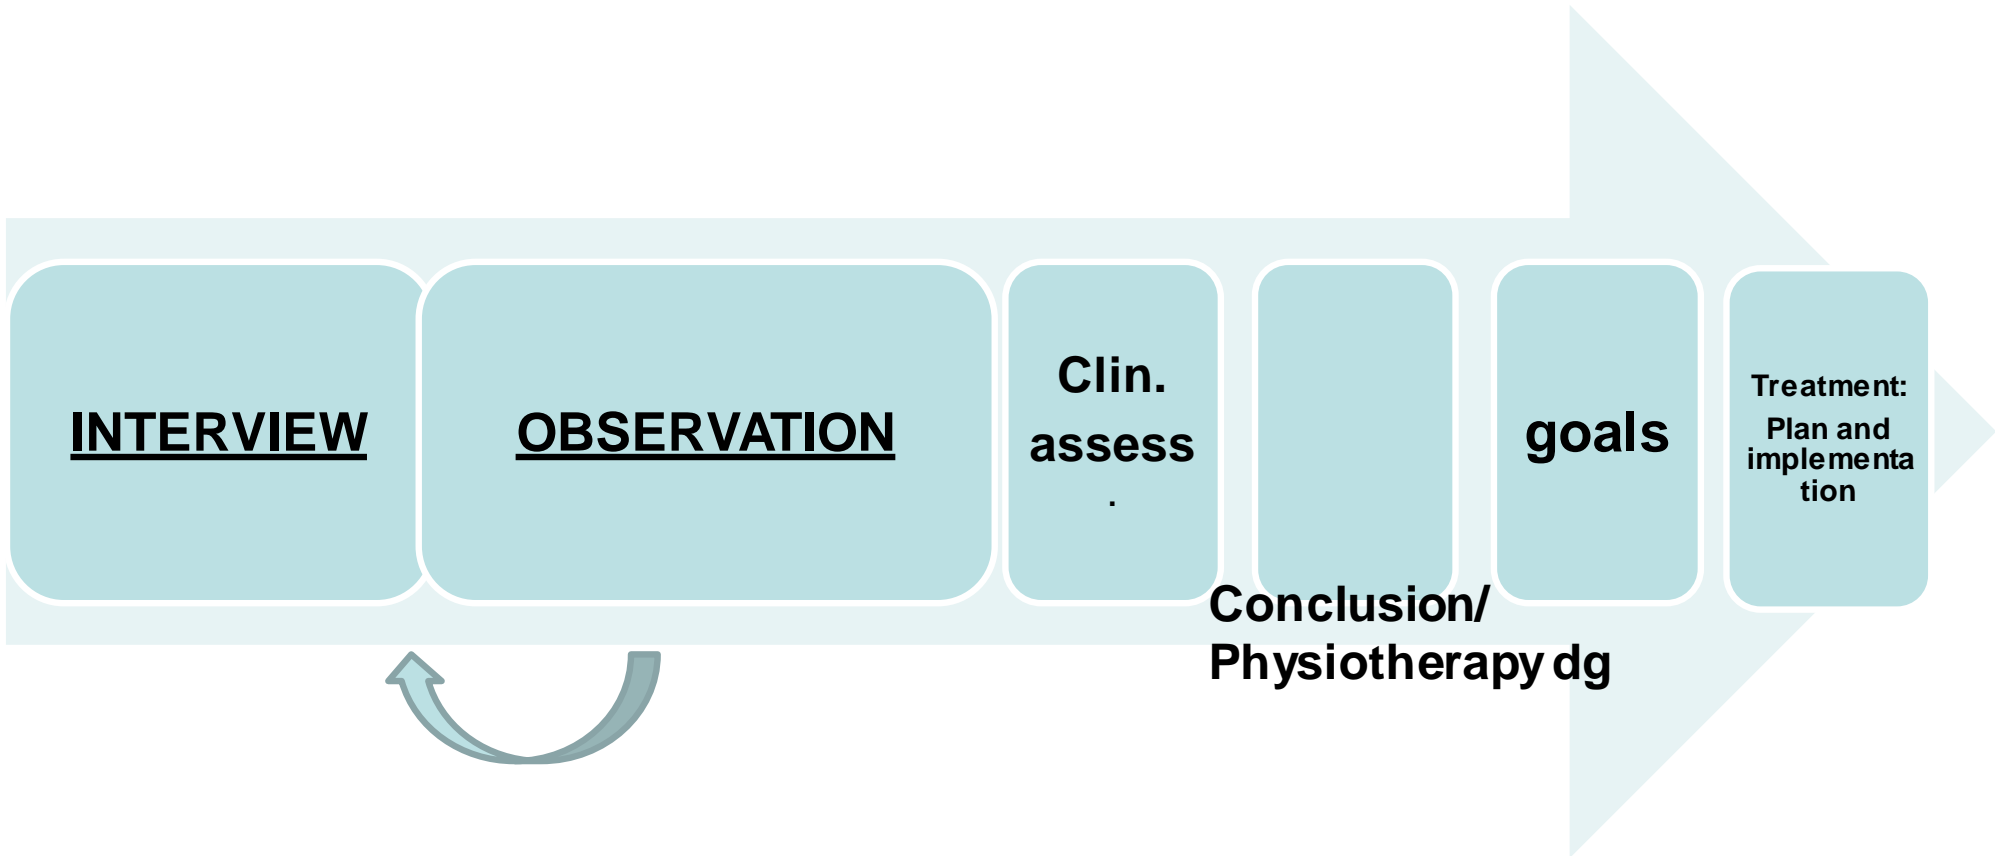 INTERVIEW
OBSERVATION
Clin.
assess
.
Conclusion/
Physiotherapy dg
goals
Treatment:
Plan and
implementa
tion